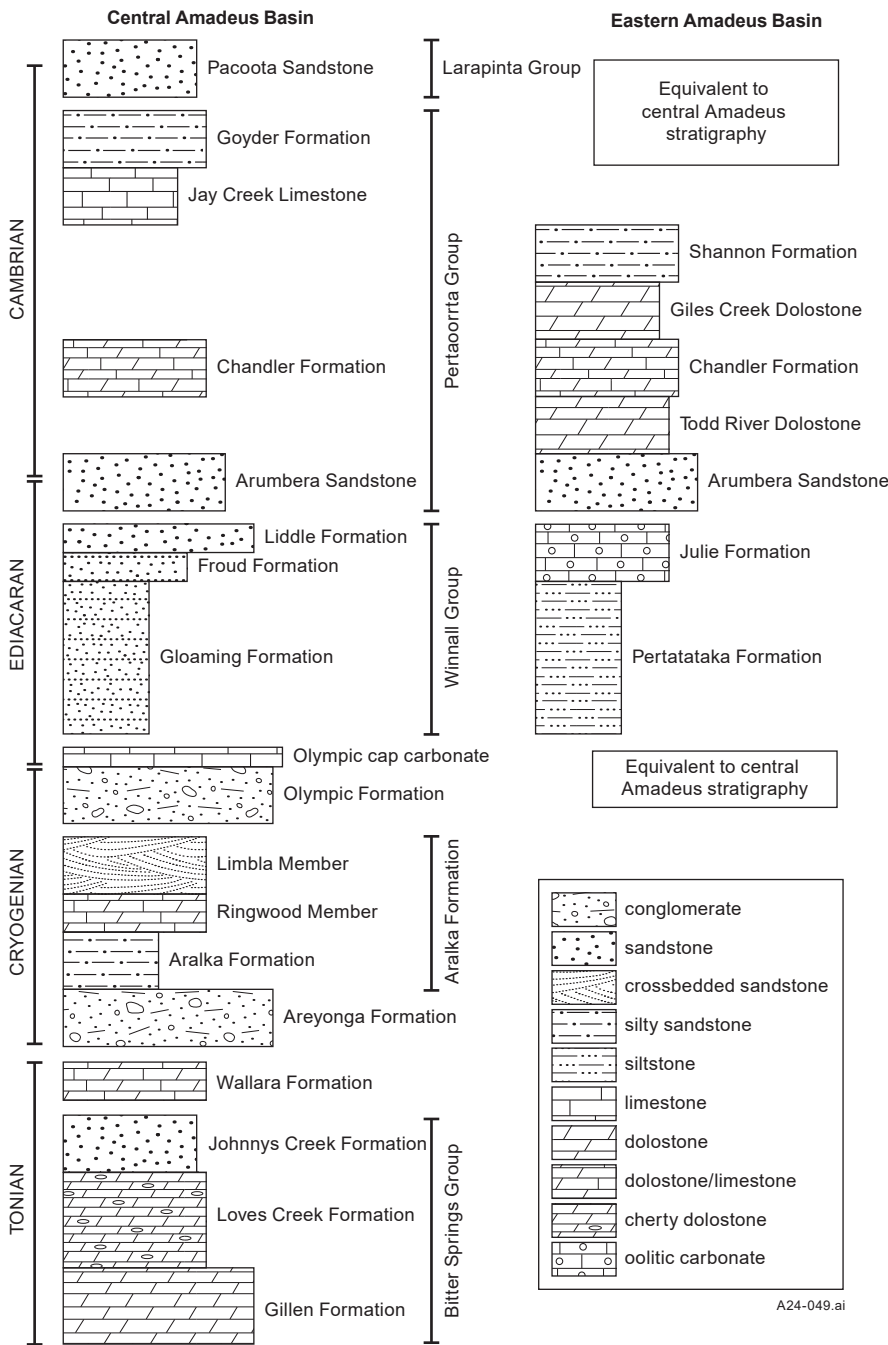 Central Amadeus Basin
Eastern Amadeus Basin
Pacoota Sandstone
Larapinta Group
Equivalent to
central Amadeus
stratigraphy
Goyder Formation
Jay Creek Limestone
CAMBRIAN
Pertaoorrta Group
Shannon Formation
Giles Creek Dolostone
Chandler Formation
Chandler Formation
Todd River Dolostone
Arumbera Sandstone
Arumbera Sandstone
Liddle Formation
Froud Formation
Julie Formation
EDIACARAN
Winnall Group
Gloaming Formation
Pertatataka Formation
Olympic cap carbonate
Olympic Formation
Equivalent to central
Amadeus stratigraphy
CRYOGENIAN
Limbla Member
Ringwood Member
Aralka Formation
Aralka Formation
Areyonga Formation
Wallara Formation
TONIAN
Johnnys Creek Formation
Loves Creek Formation
Gillen Formation
Bitter Springs Group
conglomerate
sandstone
crossbedded sandstone
silty sandstone
siltstone
limestone
dolostone
dolostone/limestone
cherty dolostone
oolitic carbonate
A24-049.ai